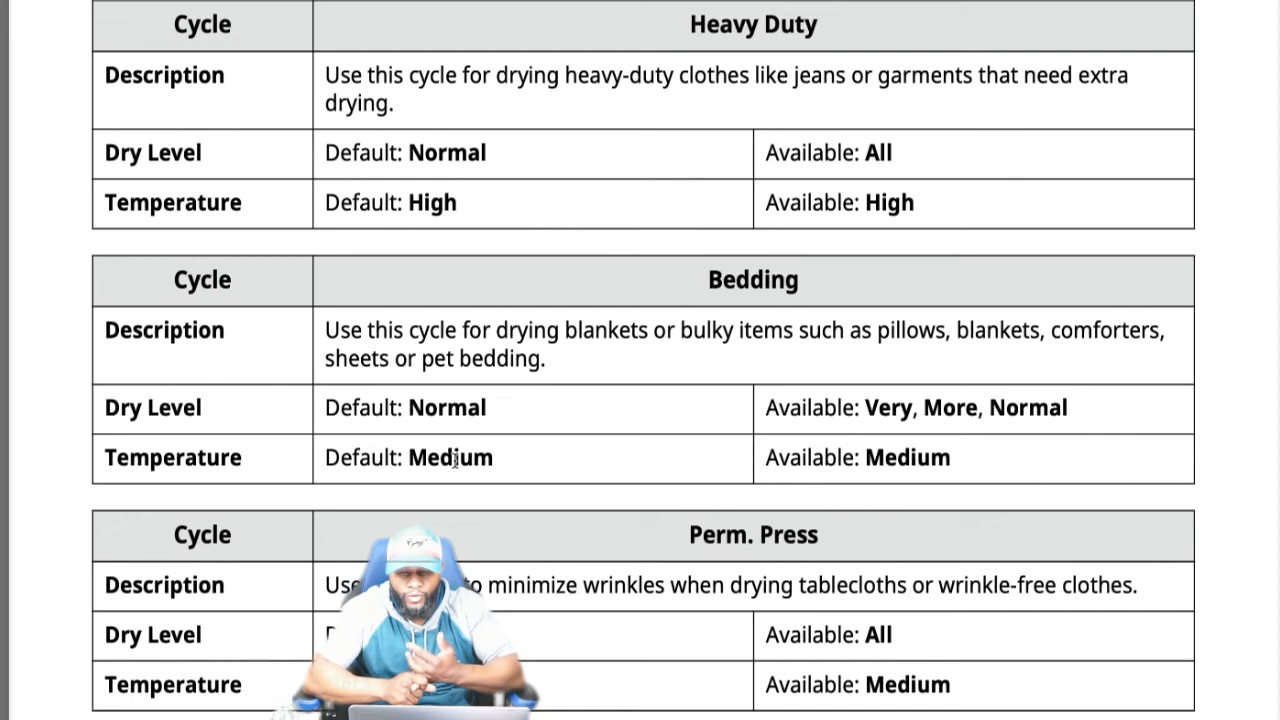 Cycle Heavy Duty
Description Use this cycle for drying heavy-duty clothes like jeans or garments that need extra
drying.
Dry Level Default: Normal Available: All
Temperature Default: High Available: High
Cycle Bedding
Description Use this cycle for drying blankets or bulky items such as pillows, blankets, comforters,
sheets or pet bedding.
Dry Level Default: Normal Available: Very, More, Normal
Temperature Default: Medium Available: Medium
Cycle Perm. Press
Description Use to minimize wrinkles when drying tablecloths or wrinkle-free clothes.
Dry Level Available: All
Temperature Available: Medium